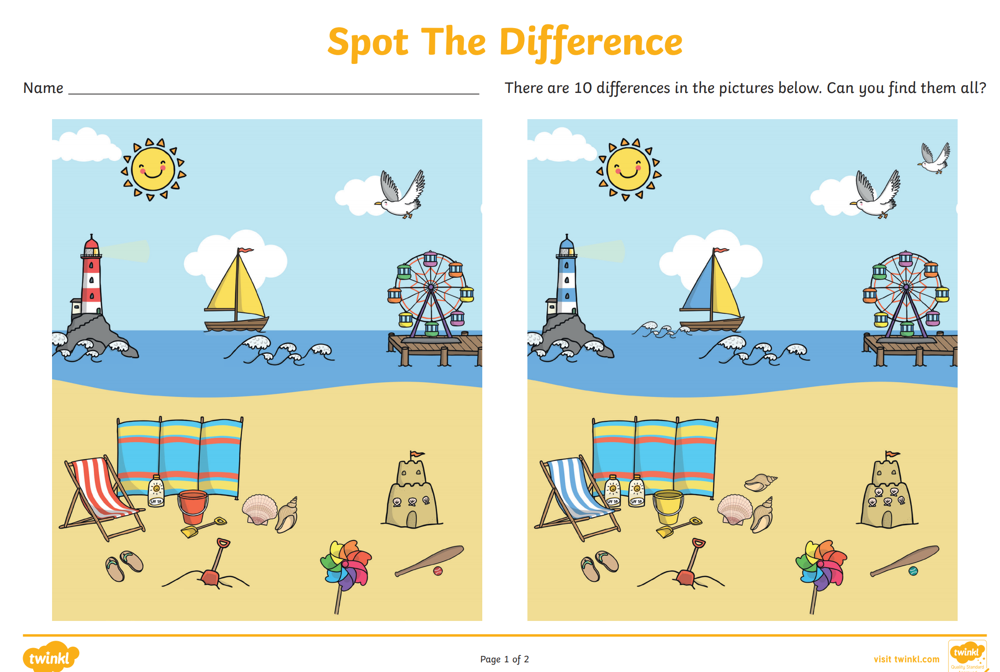 Spot The Difference
Name
There are 10 differences in the pictures below. Can you find them all?
SPF 50
SPF 50
SPF 50
twinkl
Page 1 of 2
visit twinkl.com
twinkl
Quality Standard